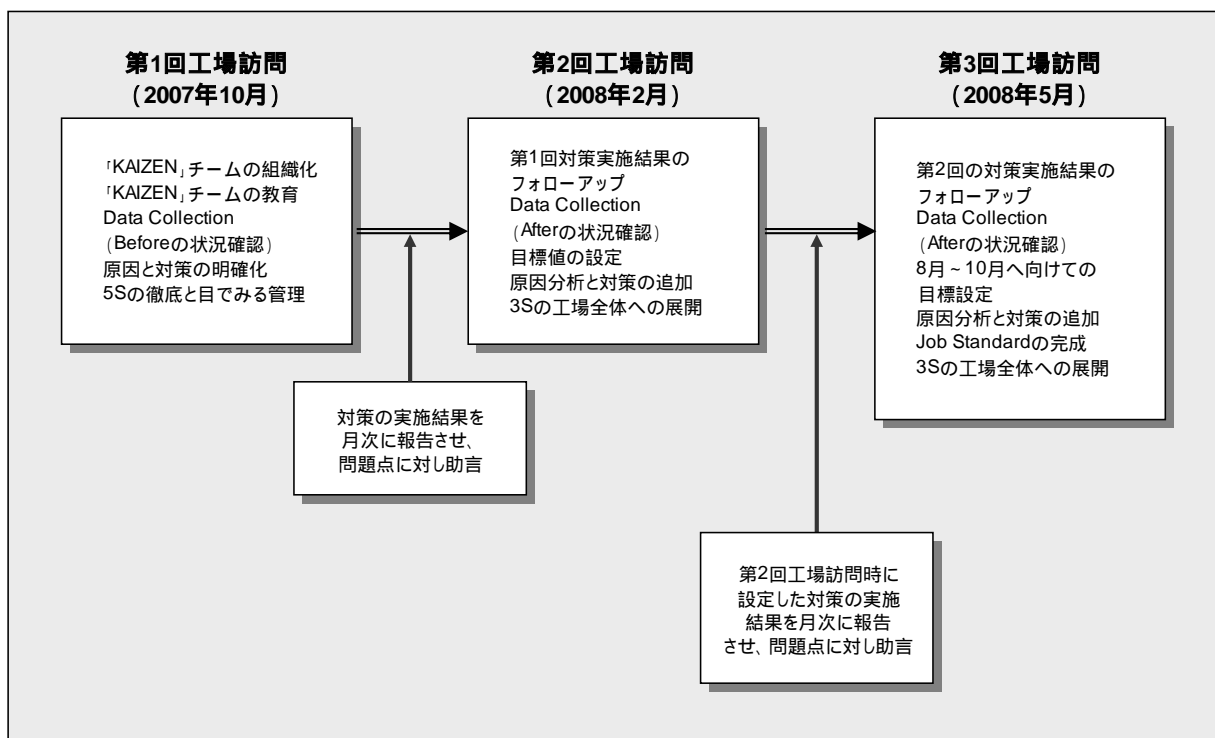 第1回工場訪問
（2007年10月）
「KAIZEN」チームの組織化
「KAIZEN」チームの教育
Data Collection
（Beforeの状況確認）
原因と対策の明確化
5Sの徹底と目でみる管理
対策の実施結果を
月次に報告させ、
問題点に対し助言
第2回工場訪問
（2008年2月）
第1回対策実施結果の
フォローアップ
Data Collection
（Afterの状況確認）
目標値の設定
原因分析と対策の追加
3Sの工場全体への展開
第2回工場訪問時に
設定した対策の実施
結果を月次に報告
させ、問題点に対し助言
第3回工場訪問
（2008年5月）
第2回の対策実施結果の
フォローアップ
Data Collection
（Afterの状況確認）
8月～10月へ向けての
目標設定
原因分析と対策の追加
Job Standardの完成
3Sの工場全体への展開